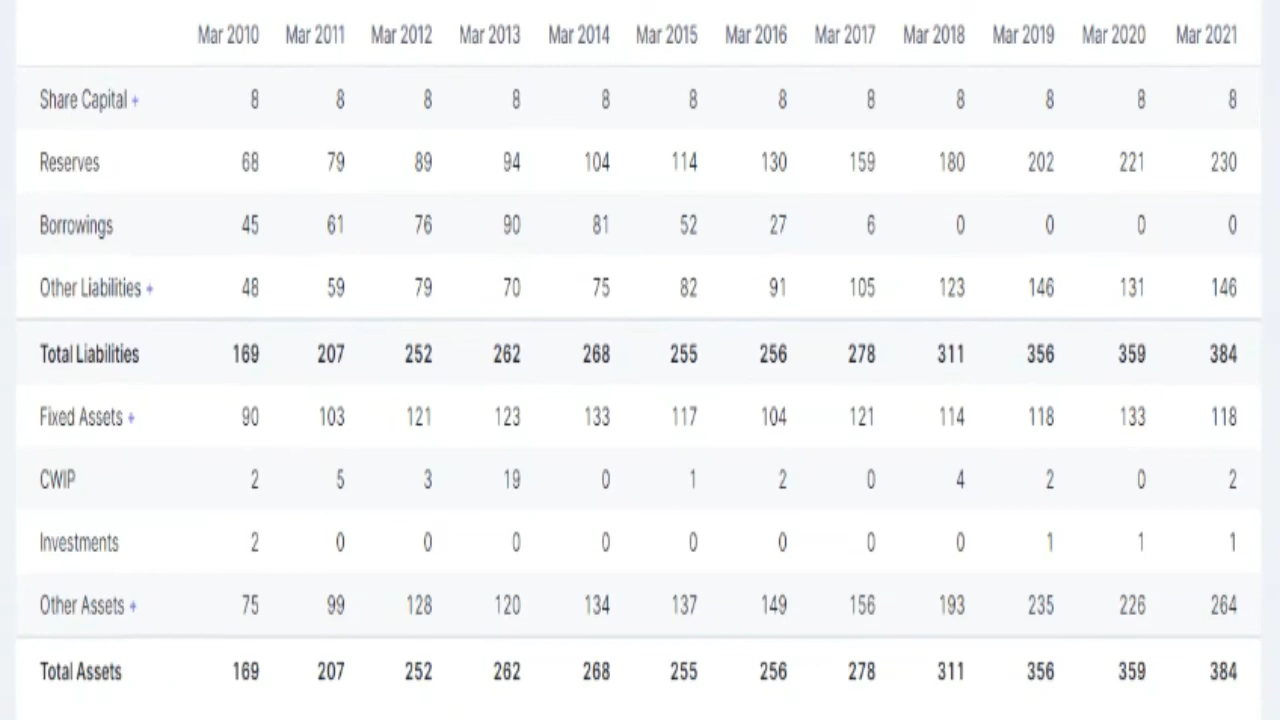 Mar 2010 Mar 2011 Mar 2012 Mar 2013 Mar 2014 Mar 2015 Mar 2016 Mar 2017 Mar 2018 Mar 2019 Mar 2020 Mar 2021
Share Capital + 8 8 8 8 8 8 8 8 8 8 8 8
Reserves 68 79 89 94 104 114 130 159 180 202 221 230
Borrowings 45 61 76 90 81 52 27 6 0 0 0 0
Other Liabilities + 48 59 79 70 75 82 91 105 123 146 131 146
Total Liabilities 169 207 252 262 268 255 256 278 311 356 359 384
Fixed Assets + 90 103 121 123 133 117 104 121 114 118 133 118
CWIP 2 5 3 19 0 1 2 0 4 2 0 2
Investments 2 0 0 0 0 0 0 0 0 1 1 1
Other Assets + 75 99 128 120 134 137 149 156 193 235 226 264
Total Assets 169 207 252 262 268 255 256 278 311 356 359 384